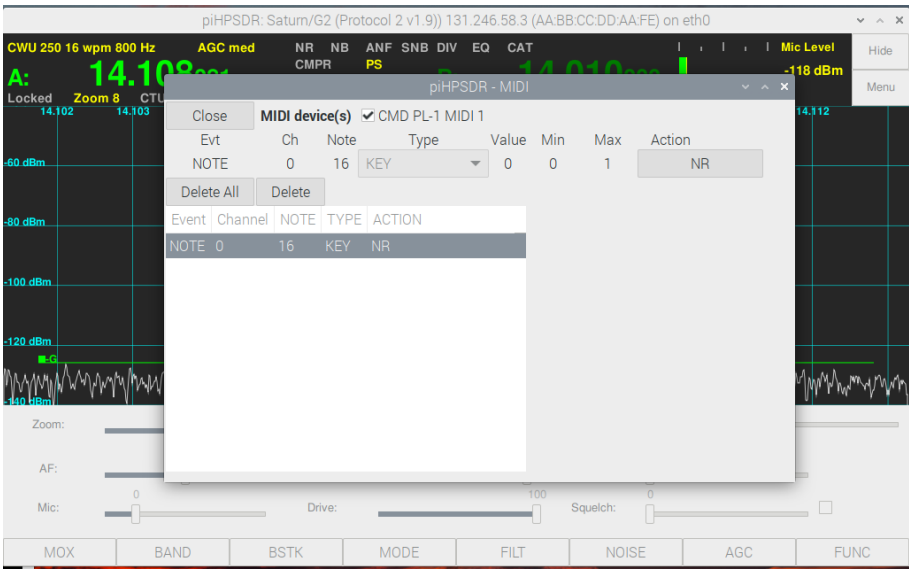 piHPSDR: Saturn/G2 (Protocol 2 v1.9)) 131.246.58.3 (AA:BB:CC:DD:AA:FE) on eth0
CWU 250 16 wpm 800 Hz AGC med NR NB ANF SNB DIV EQ CAT Mic Level Hide
CMPR PS
A: 14.108 -118 dBm
Locked Zoom 8 CTU Menu
piHPSDR - MIDI
14.102 14.103 14.112
Close MIDI device(s) CMD PL-1 MIDI 1
Evt Ch Note Type Value Min Max Action
-60 dBm NOTE 0 16 KEY 0 0 1 NR
Delete All Delete
-80 dBm Event Channel NOTE TYPE ACTION
NOTE 0 16 KEY NR
-100 dBm
-120 dBm
-G
-140 dBm
Zoom:
AF:
0 100 0
Mic: Drive: Squelch:
MOX BAND BSTK MODE FILT NOISE AGC FUNC